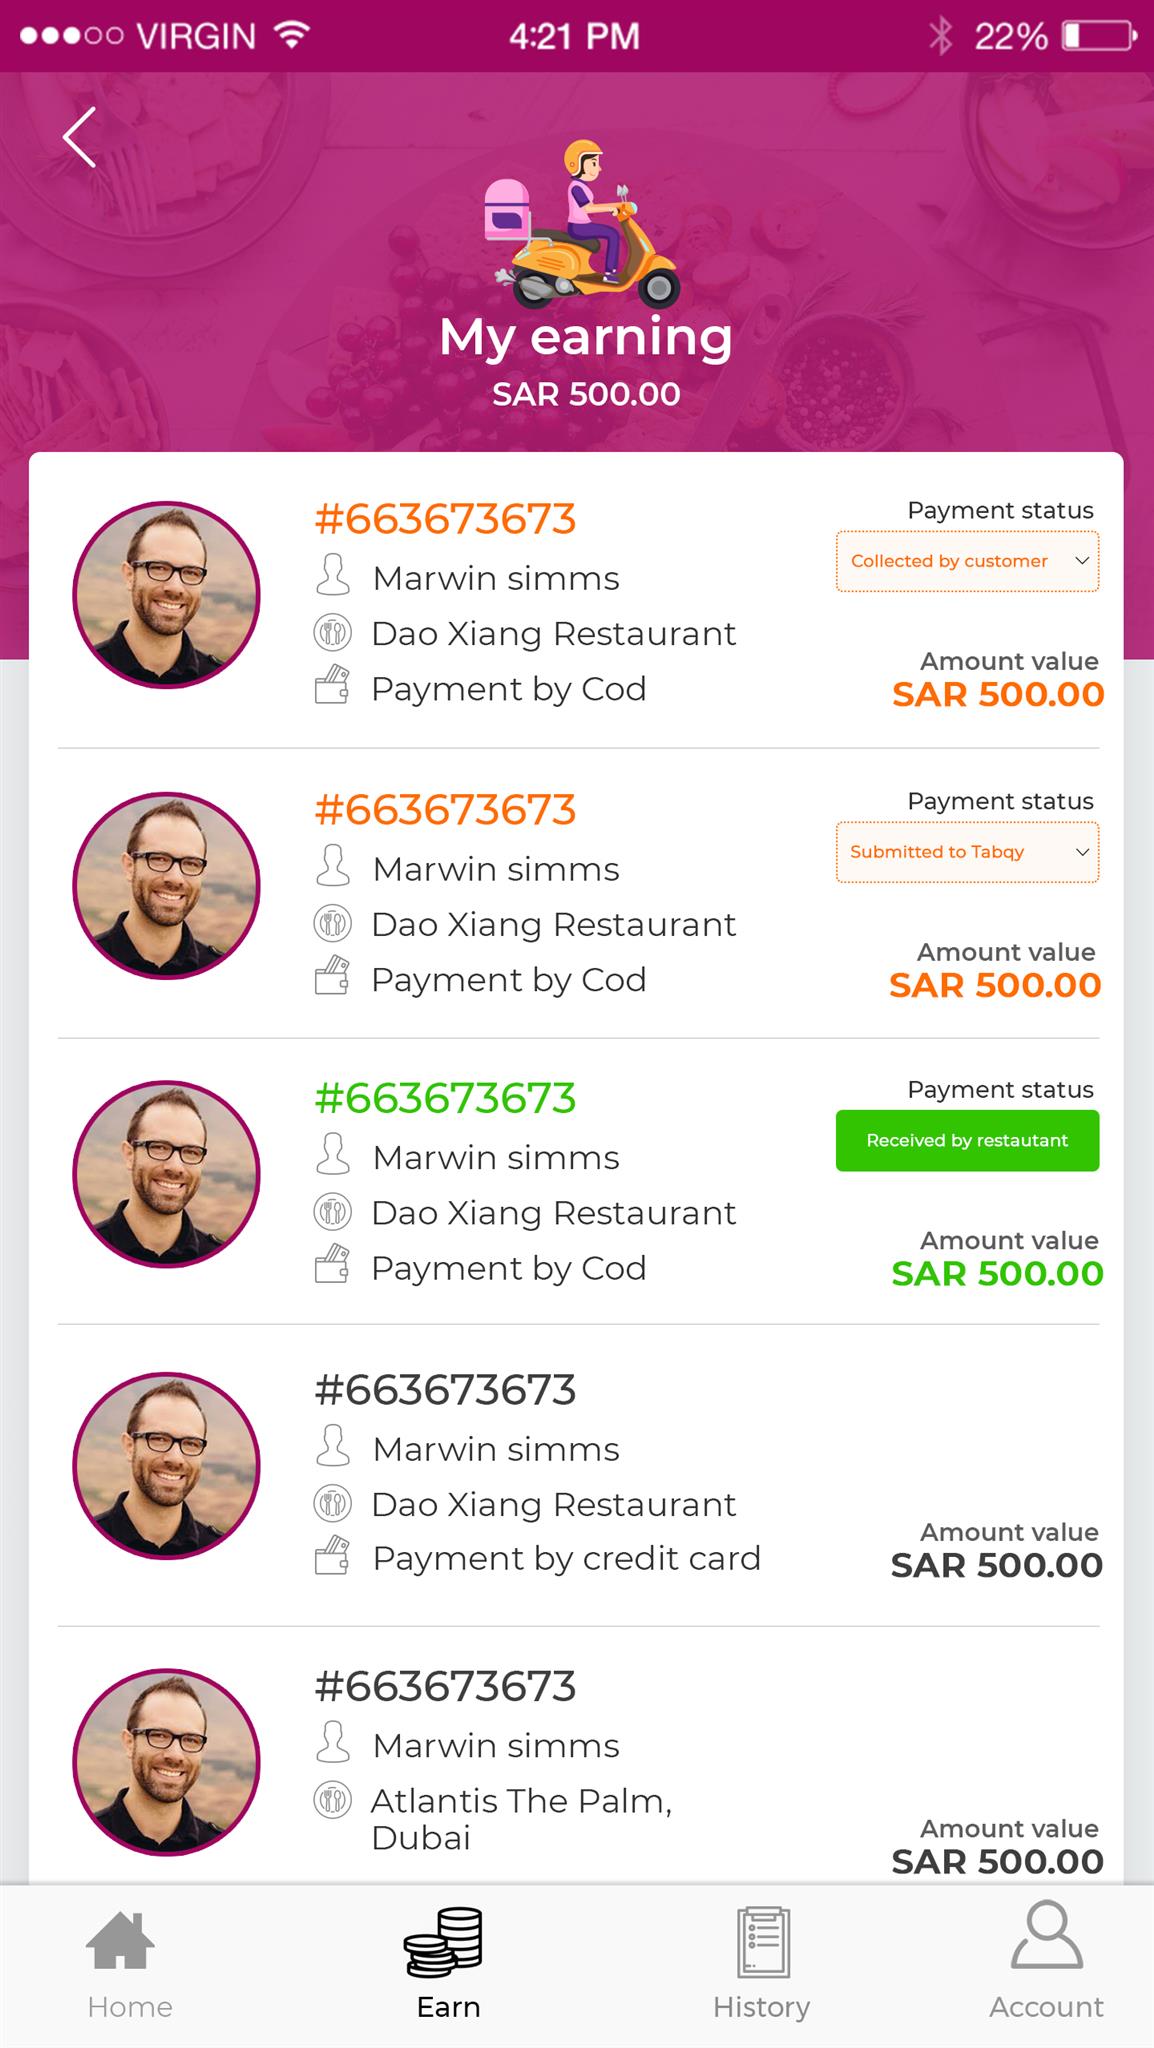 VIRGIN
4:21 PM
22%
My earning
SAR 500.00
#663673673
Payment status
Marwin simms
Collected by customer
Dao Xiang Restaurant
Payment by Cod
Amount value
SAR 500.00
#663673673
Payment status
Marwin simms
Submitted to Tabqy
Dao Xiang Restaurant
Payment by Cod
Amount value
SAR 500.00
#663673673
Payment status
Marwin simms
Received by restautant
Dao Xiang Restaurant
Payment by Cod
Amount value
SAR 500.00
#663673673
Marwin simms
Dao Xiang Restaurant
Payment by credit card
Amount value
SAR 500.00
#663673673
Marwin simms
Atlantis The Palm,
Dubai
Amount value
SAR 500.00
Home
Earn
History
Account